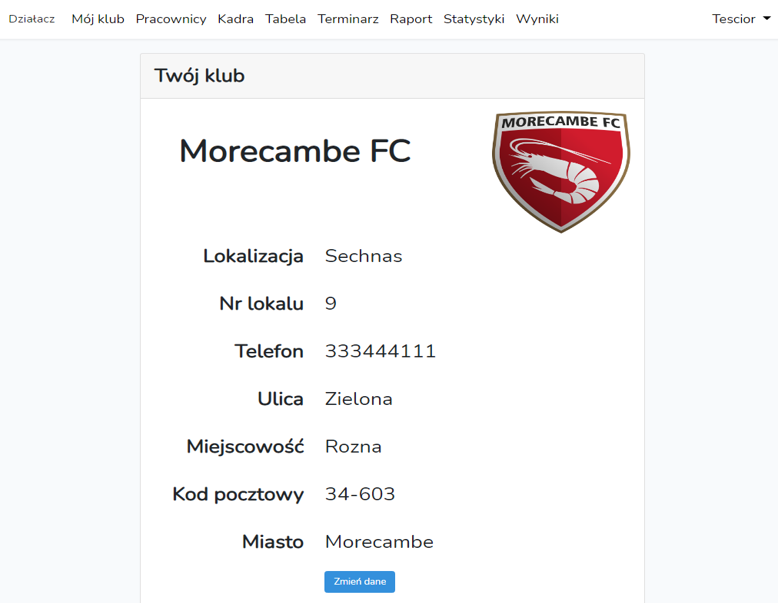 Działacz Mój klub Pracownicy Kadra Tabela Terminarz Raport Statystyki Wyniki Tescior
Twój klub
Morecambe FC
MORECAMBE FC
Lokalizacja Sechnas
Nr lokalu 9
Telefon 333444111
Ulica Zielona
Miejscowość Rozna
Kod pocztowy 34-603
Miasto Morecambe
Zmień dane